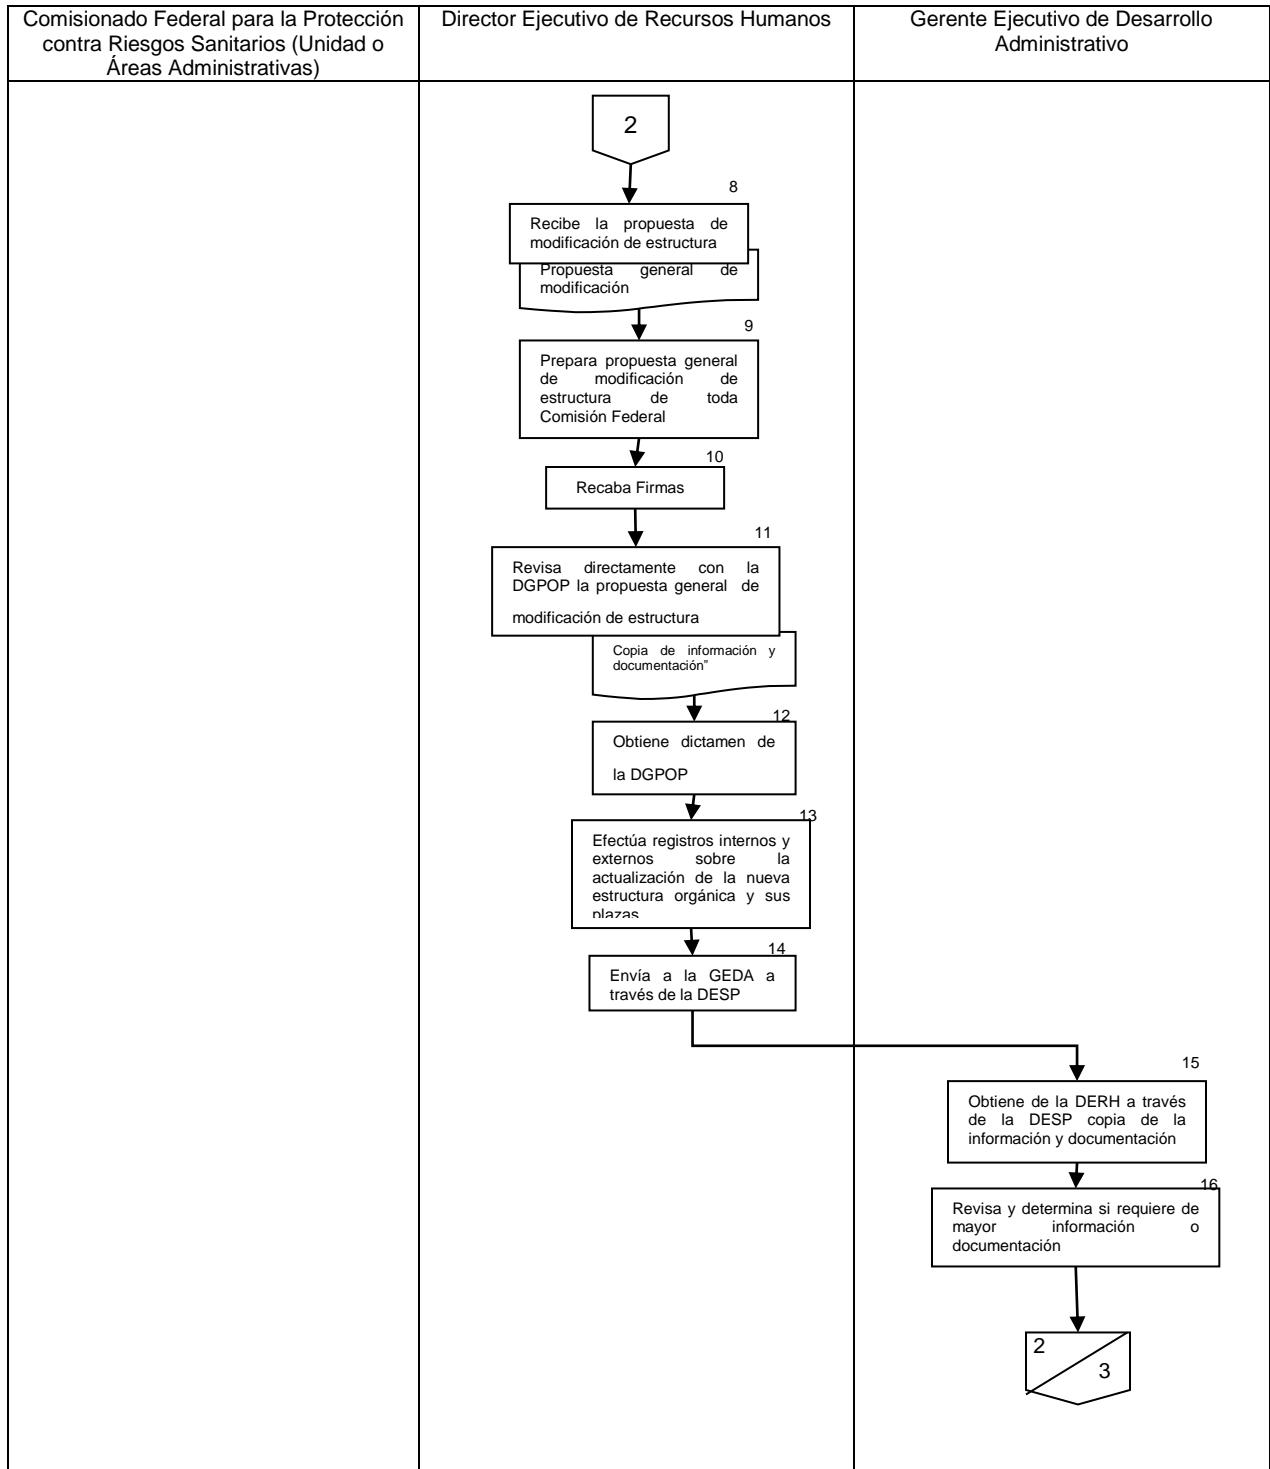 Comisionado Federal para la Protección
contra Riesgos Sanitarios (Unidad o
Áreas Administrativas)
Director Ejecutivo de Recursos Humanos
Gerente Ejecutivo de Desarrollo
Administrativo
2
8
Recibe la propuesta de
modificación de estructura
Propuesta general de
modificación
9
Prepara propuesta general
de modificación de
estructura de toda
Comisión Federal
10
Recaba Firmas
11
Revisa directamente con la
DGPOP la propuesta general de
modificación de estructura
Copia de información y
documentación”
12
Obtiene dictamen de
la DGPOP
13
Efectúa registros internos y
externos sobre la
actualización de la nueva
estructura orgánica y sus
plazas
14
Envía a la GEDA a
través de la DESP
15
Obtiene de la DERH a través
de la DESP copia de la
información y documentación
16
Revisa y determina si requiere de
mayor información o
documentación
2
3